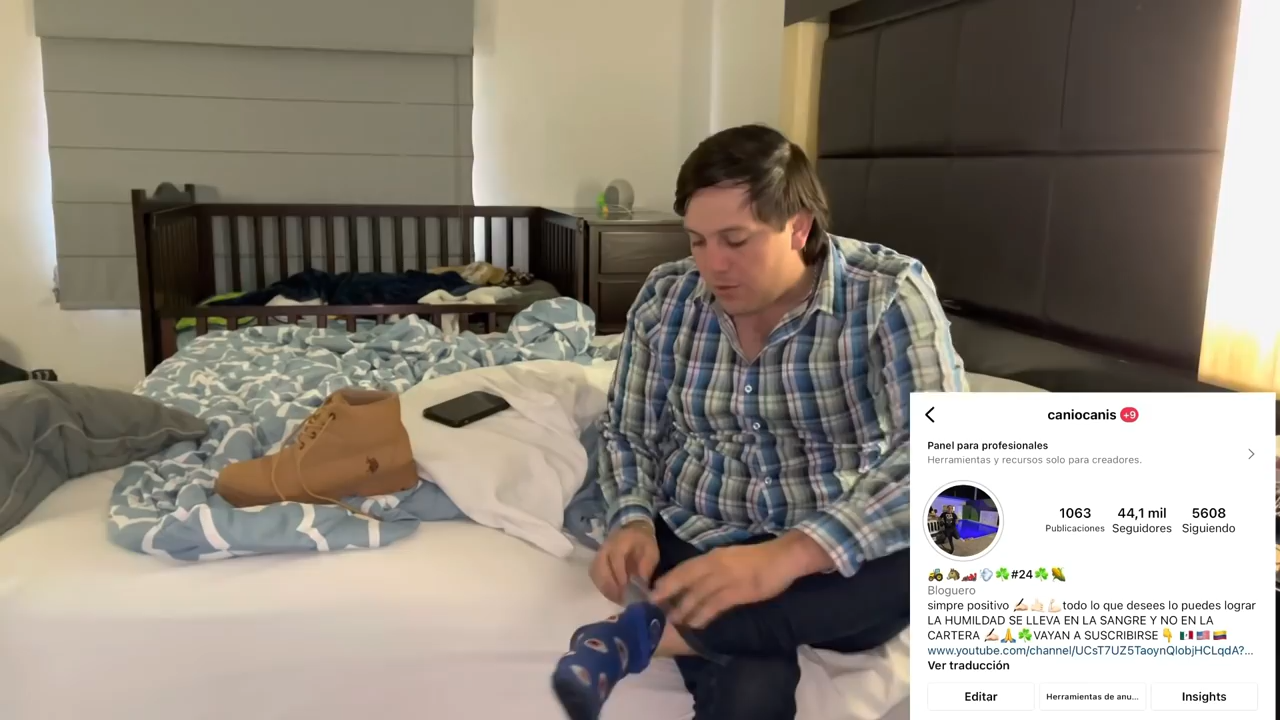 caniocanis +9
Panel para profesionales
Herramientas y recursos solo para creadores.
1063 44,1 mil 5608
Publicaciones Seguidores Siguiendo
#24
Bloguero
simpre positivo ✍🏻🤙🏻💪🏻todo lo que desees lo puedes lograr
LA HUMILDAD SE LLEVA EN LA SANGRE Y NO EN LA
CARTERA ✍🏻🙏☘️VAYAN A SUSCRIBIRSE 👇 🇲🇽 🇺🇸 🇨🇴
www.youtube.com/channel/UCsT7UZ5TaoynQlobjHCLqdA?...
Ver traducción
Editar Herramientas de anu... Insights